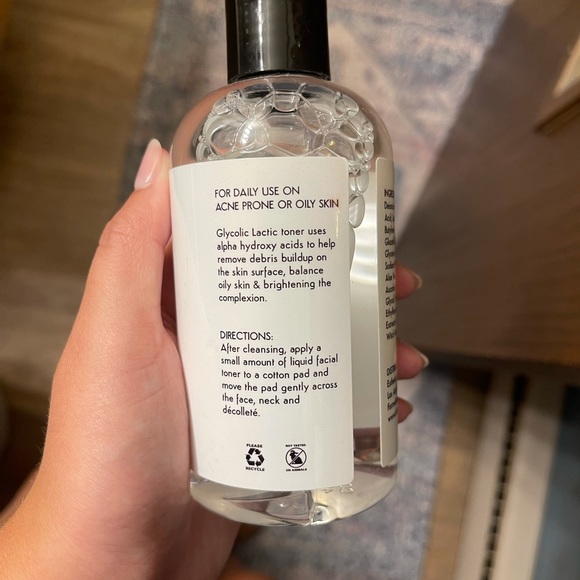 FOR DAILY USE ON
ACNE PRONE OR OILY SKIN
Glycolic Lactic toner uses
alpha hydroxy acids to help
remove debris buildup on
the skin surface, balance
oily skin & brightening the
complexion.
DIRECTIONS:
After cleansing, apply a
small amount of liquid facial
toner to a cotton pad and
move the pad gently across
the face, neck and
décolleté.
PLEASE
RECYCLE
NOT TESTED
ON ANIMALS
Acid,
Aloe